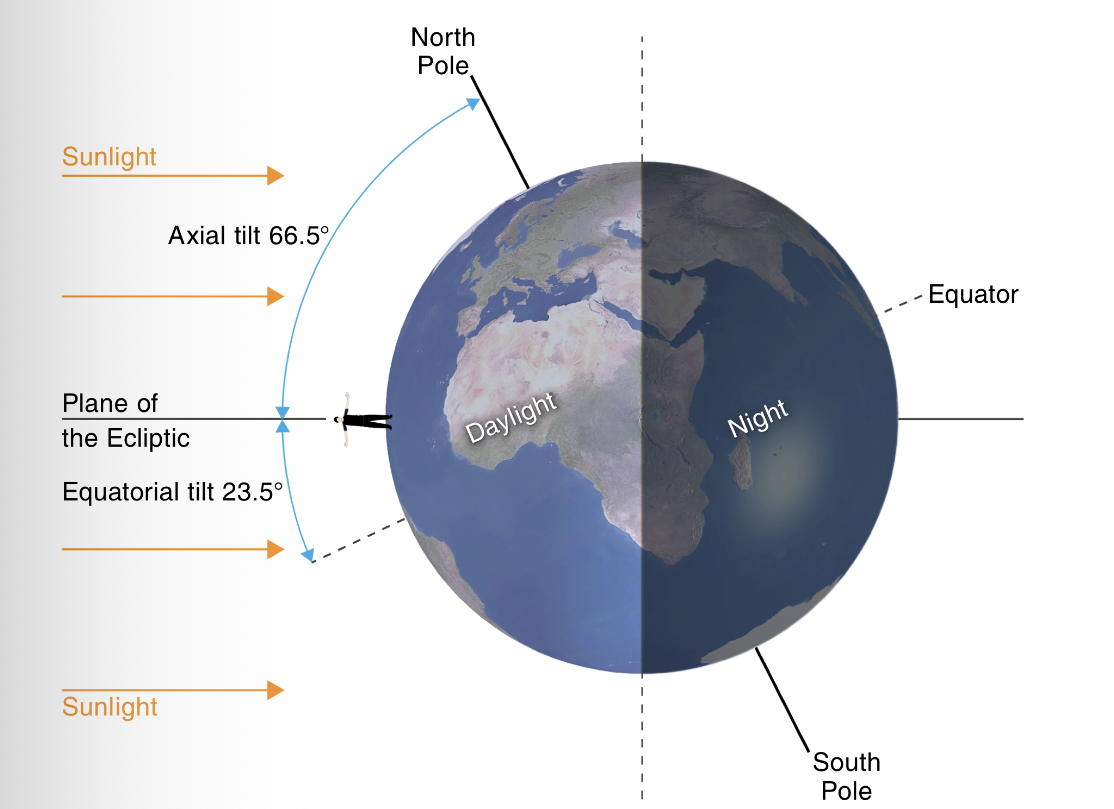 North
Pole
Sunlight
Axial tilt 66.5°
Equator
Plane of
the Ecliptic
Daylight
Night
Equatorial tilt 23.5°
Sunlight
South
Pole